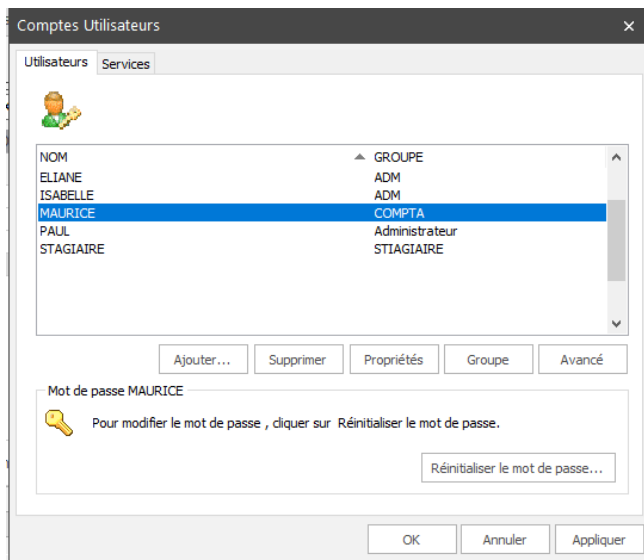 Comptes Utilisateurs
Utilisateurs Services
NOM GROUPE
ELIANE ADM
ISABELLE ADM
MAURICE COMPTA
PAUL Administrateur
STAGIAIRE STIAGIAIRE
Ajouter... Supprimer Propriétés Groupe Avancé
Mot de passe MAURICE
Pour modifier le mot de passe , cliquer sur Réinitialiser le mot de passe.
Réinitialiser le mot de passe...
OK Annuler Appliquer